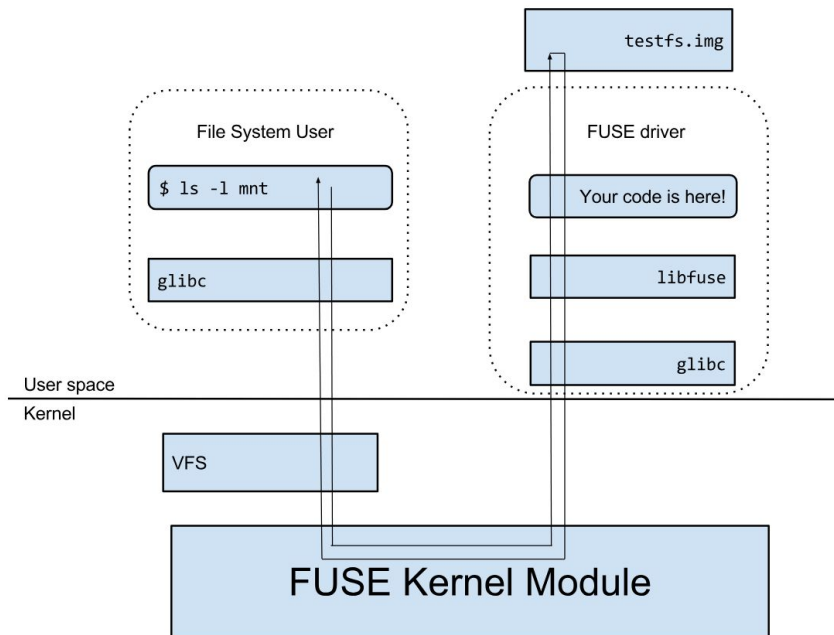 testfs.img
File System User
FUSE driver
$ ls -l mnt
Your code is here!
glibc
libfuse
glibc
User space
Kernel
VFS
FUSE Kernel Module